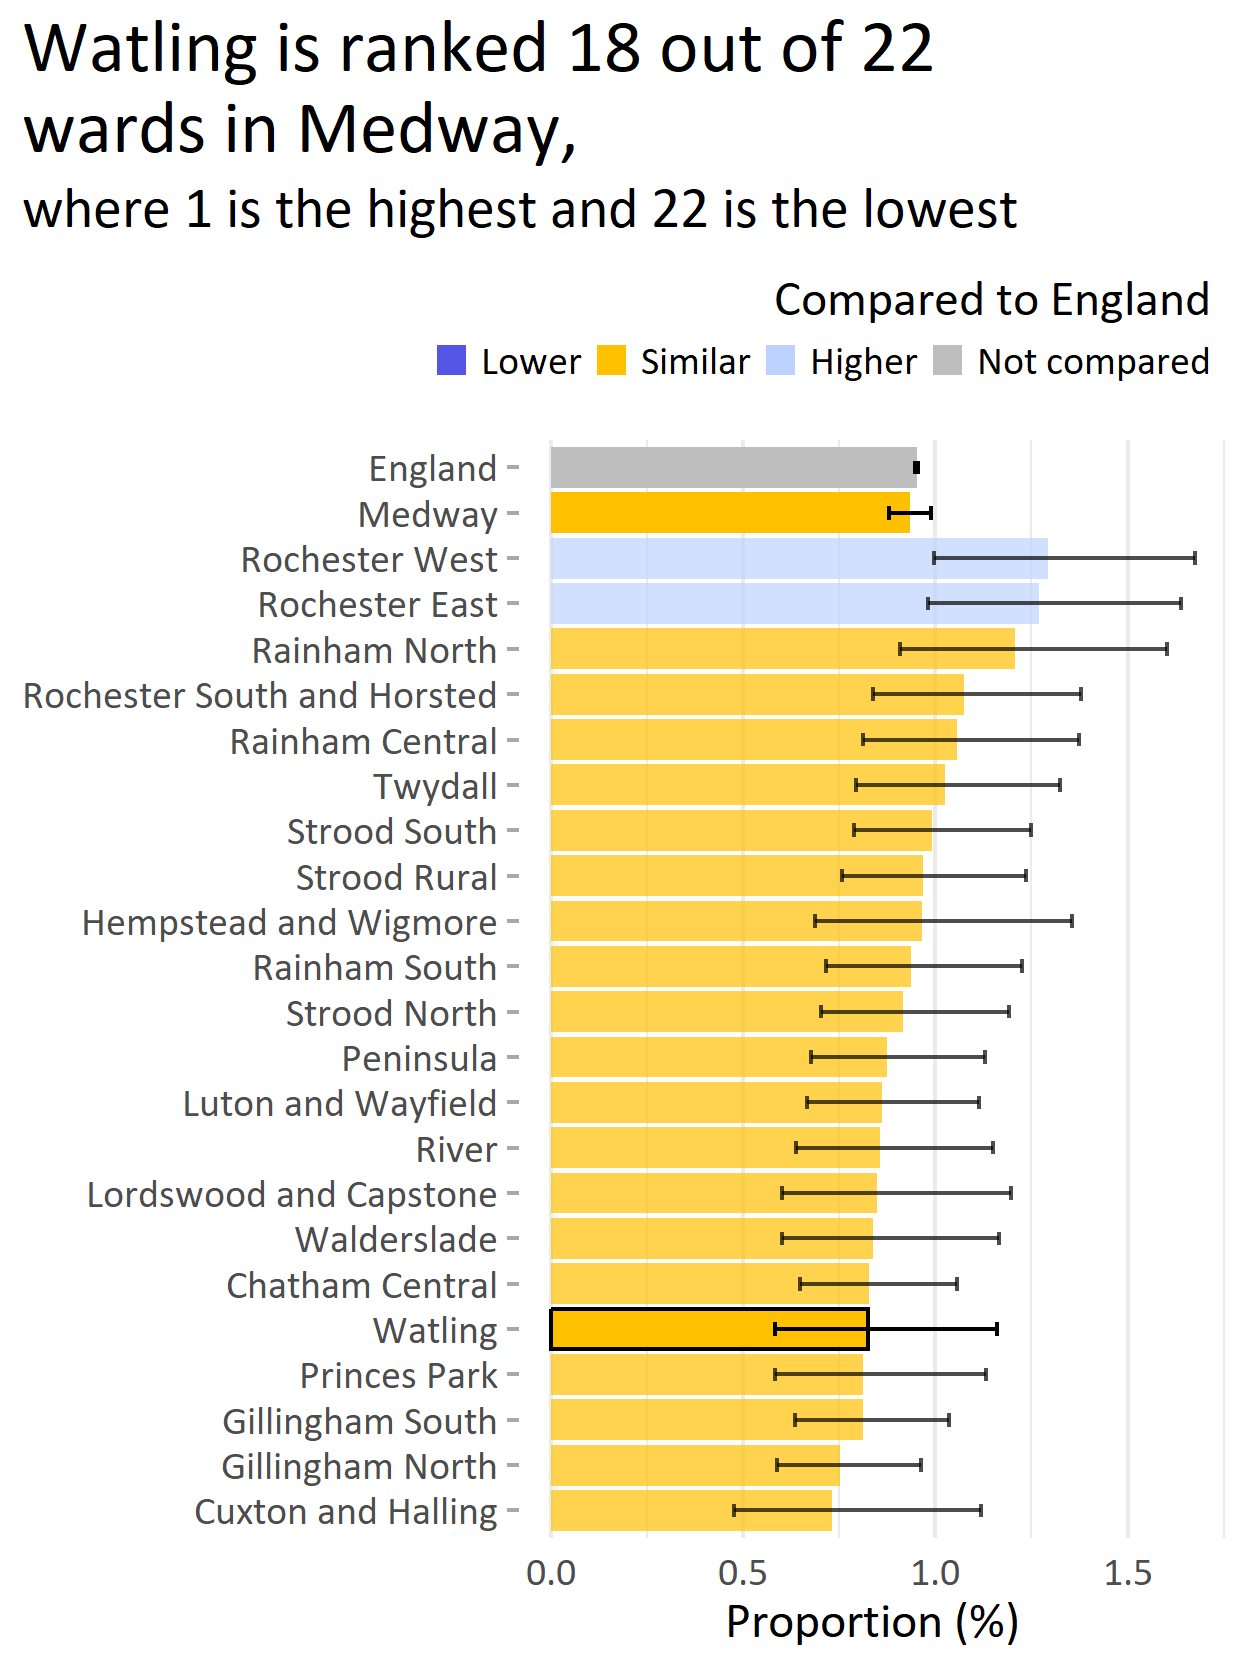 Watling is ranked 18 out of 22
wards in Medway,
where 1 is the highest and 22 is the lowest
Compared to England
Lower Similar Higher Not compared
England
Medway
Rochester West
Rochester East
Rainham North
Rochester South and Horsted
Rainham Central
Twydall
Strood South
Strood Rural
Hempstead and Wigmore
Rainham South
Strood North
Peninsula
Luton and Wayfield
River
Lordswood and Capstone
Walderslade
Chatham Central
Watling
Princes Park
Gillingham South
Gillingham North
Cuxton and Halling
0.0 0.5 1.0 1.5
Proportion (%)